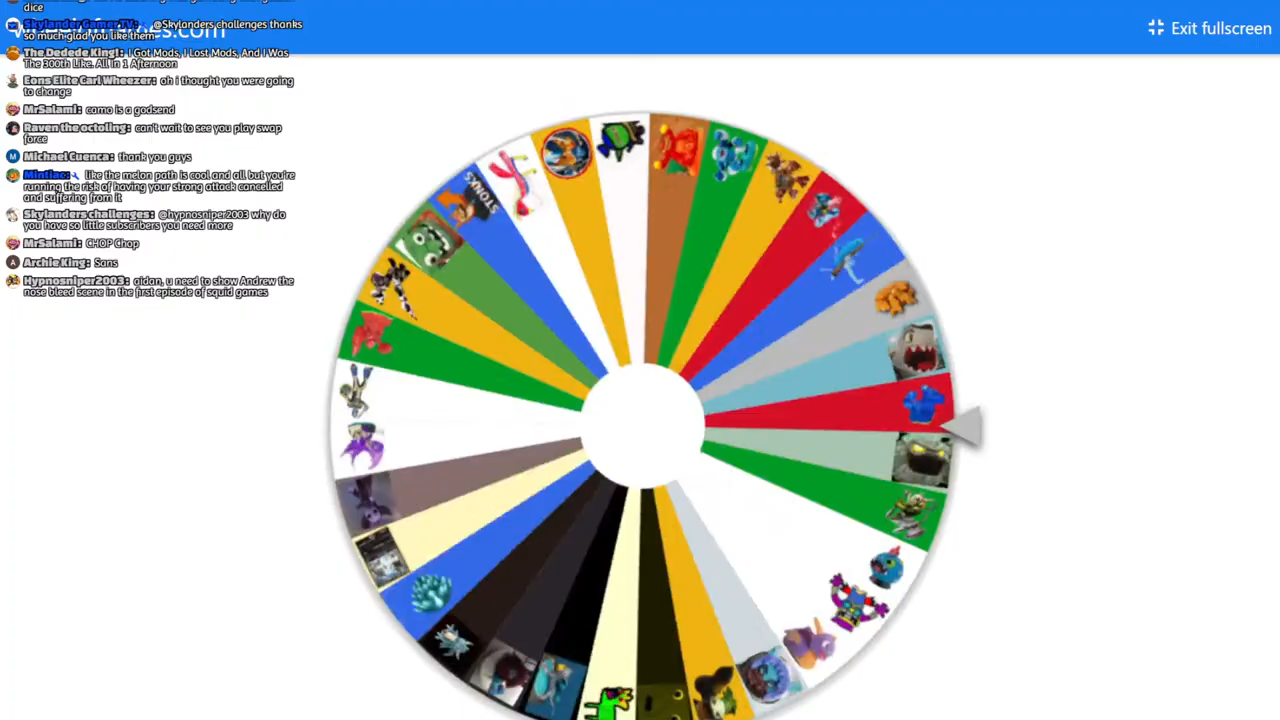 dice
Skylander Gamer TV: @Skylanders challenges thanks
so much glad you like them
Exit fullscreen
The Dedede King!: I Got Mods, I Lost Mods, And I Was
The 300th Like. All In 1 Afternoon
Eons Elite Carl Wheezer: oh i thought you were going
to change
MrSalami: camo is a godsend
Raven the octoling: can't wait to see you play swap
force
Michael Cuenca: thank you guys
Mintiac: like the melon path is cool and all but you're
running the risk of having your strong attack cancelled
and suffering from it
Skylanders challenges: @hypnosniper2003 why do
you have so little subscribers you need more
MrSalami: CHOP Chop
Archie King: Sans
Hypnosniper2003: aidan, u need to show Andrew the
nose bleed scene in the first episode of squid games
STONKS